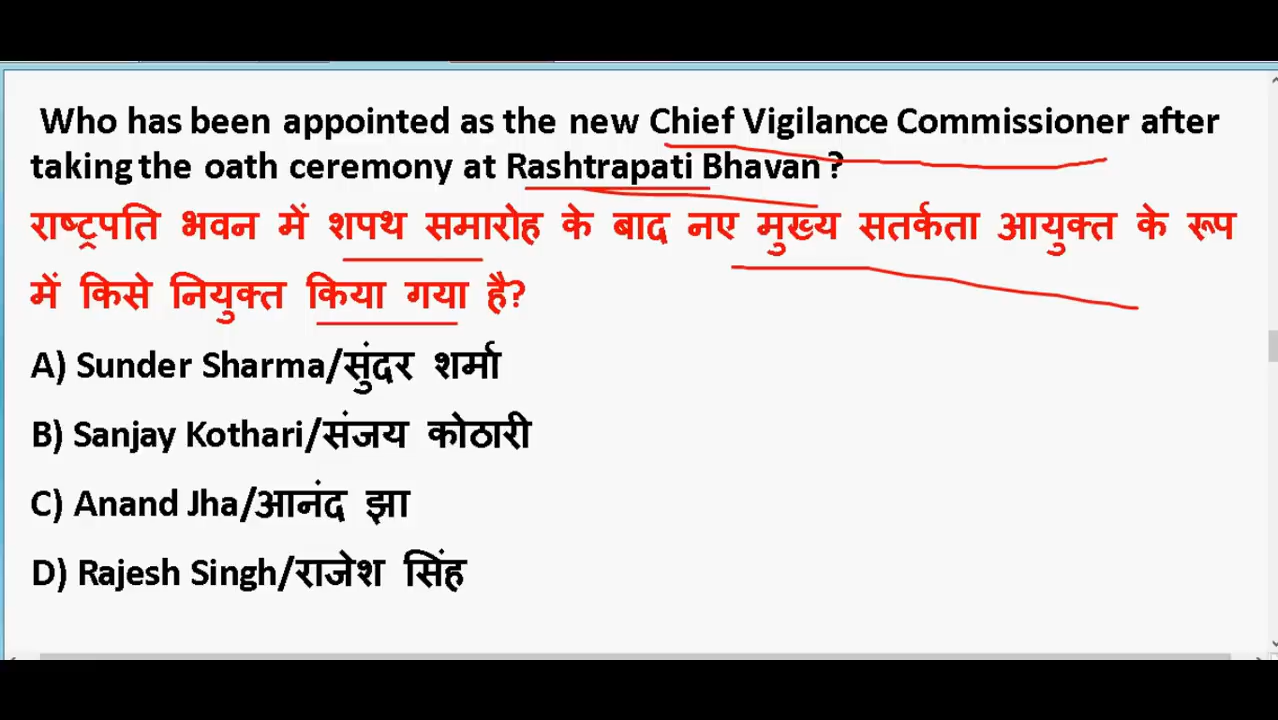 Who has been appointed as the new Chief Vigilance Commissioner after
taking the oath ceremony at Rashtrapati Bhavan ?
राष्ट्रपति भवन में शपथ समारोह के बाद नए मुख्य सतर्कता आयुक्त के रूप
में किसे नियुक्त किया गया है?
A) Sunder Sharma/सुंदर शर्मा
B) Sanjay Kothari/संजय कोठारी
C) Anand Jha/आनंद झा
D) Rajesh Singh/राजेश सिंह